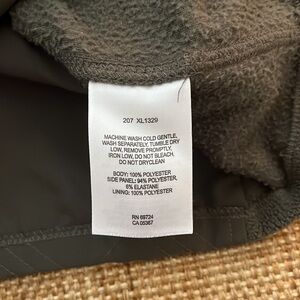 207 XL1329
MACHINE WASH COLD GENTLE,
WASH SEPARATELY, TUMBLE DRY
LOW, REMOVE PROMPTLY,
IRON LOW, DO NOT BLEACH,
DO NOT DRYCLEAN
BODY: 100% POLYESTER
SIDE PANEL: 94% POLYESTER,
6% ELASTANE
LINING: 100% POLYESTER
RN 69724
CA 05367